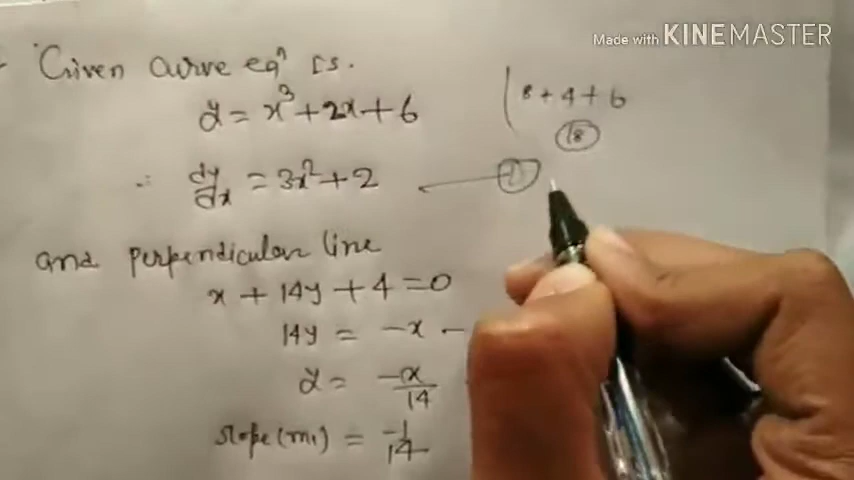 Made with KINEMASTER
Given curve eqⁿ is.
y = x³ + 2x + 6
8 + 4 + 6
18
∴ dy/dx = 3x² + 2 ①
and perpendicular line
x + 14y + 4 = 0
14y = -x -
y = -x/14
slope (m₁) = -1/14